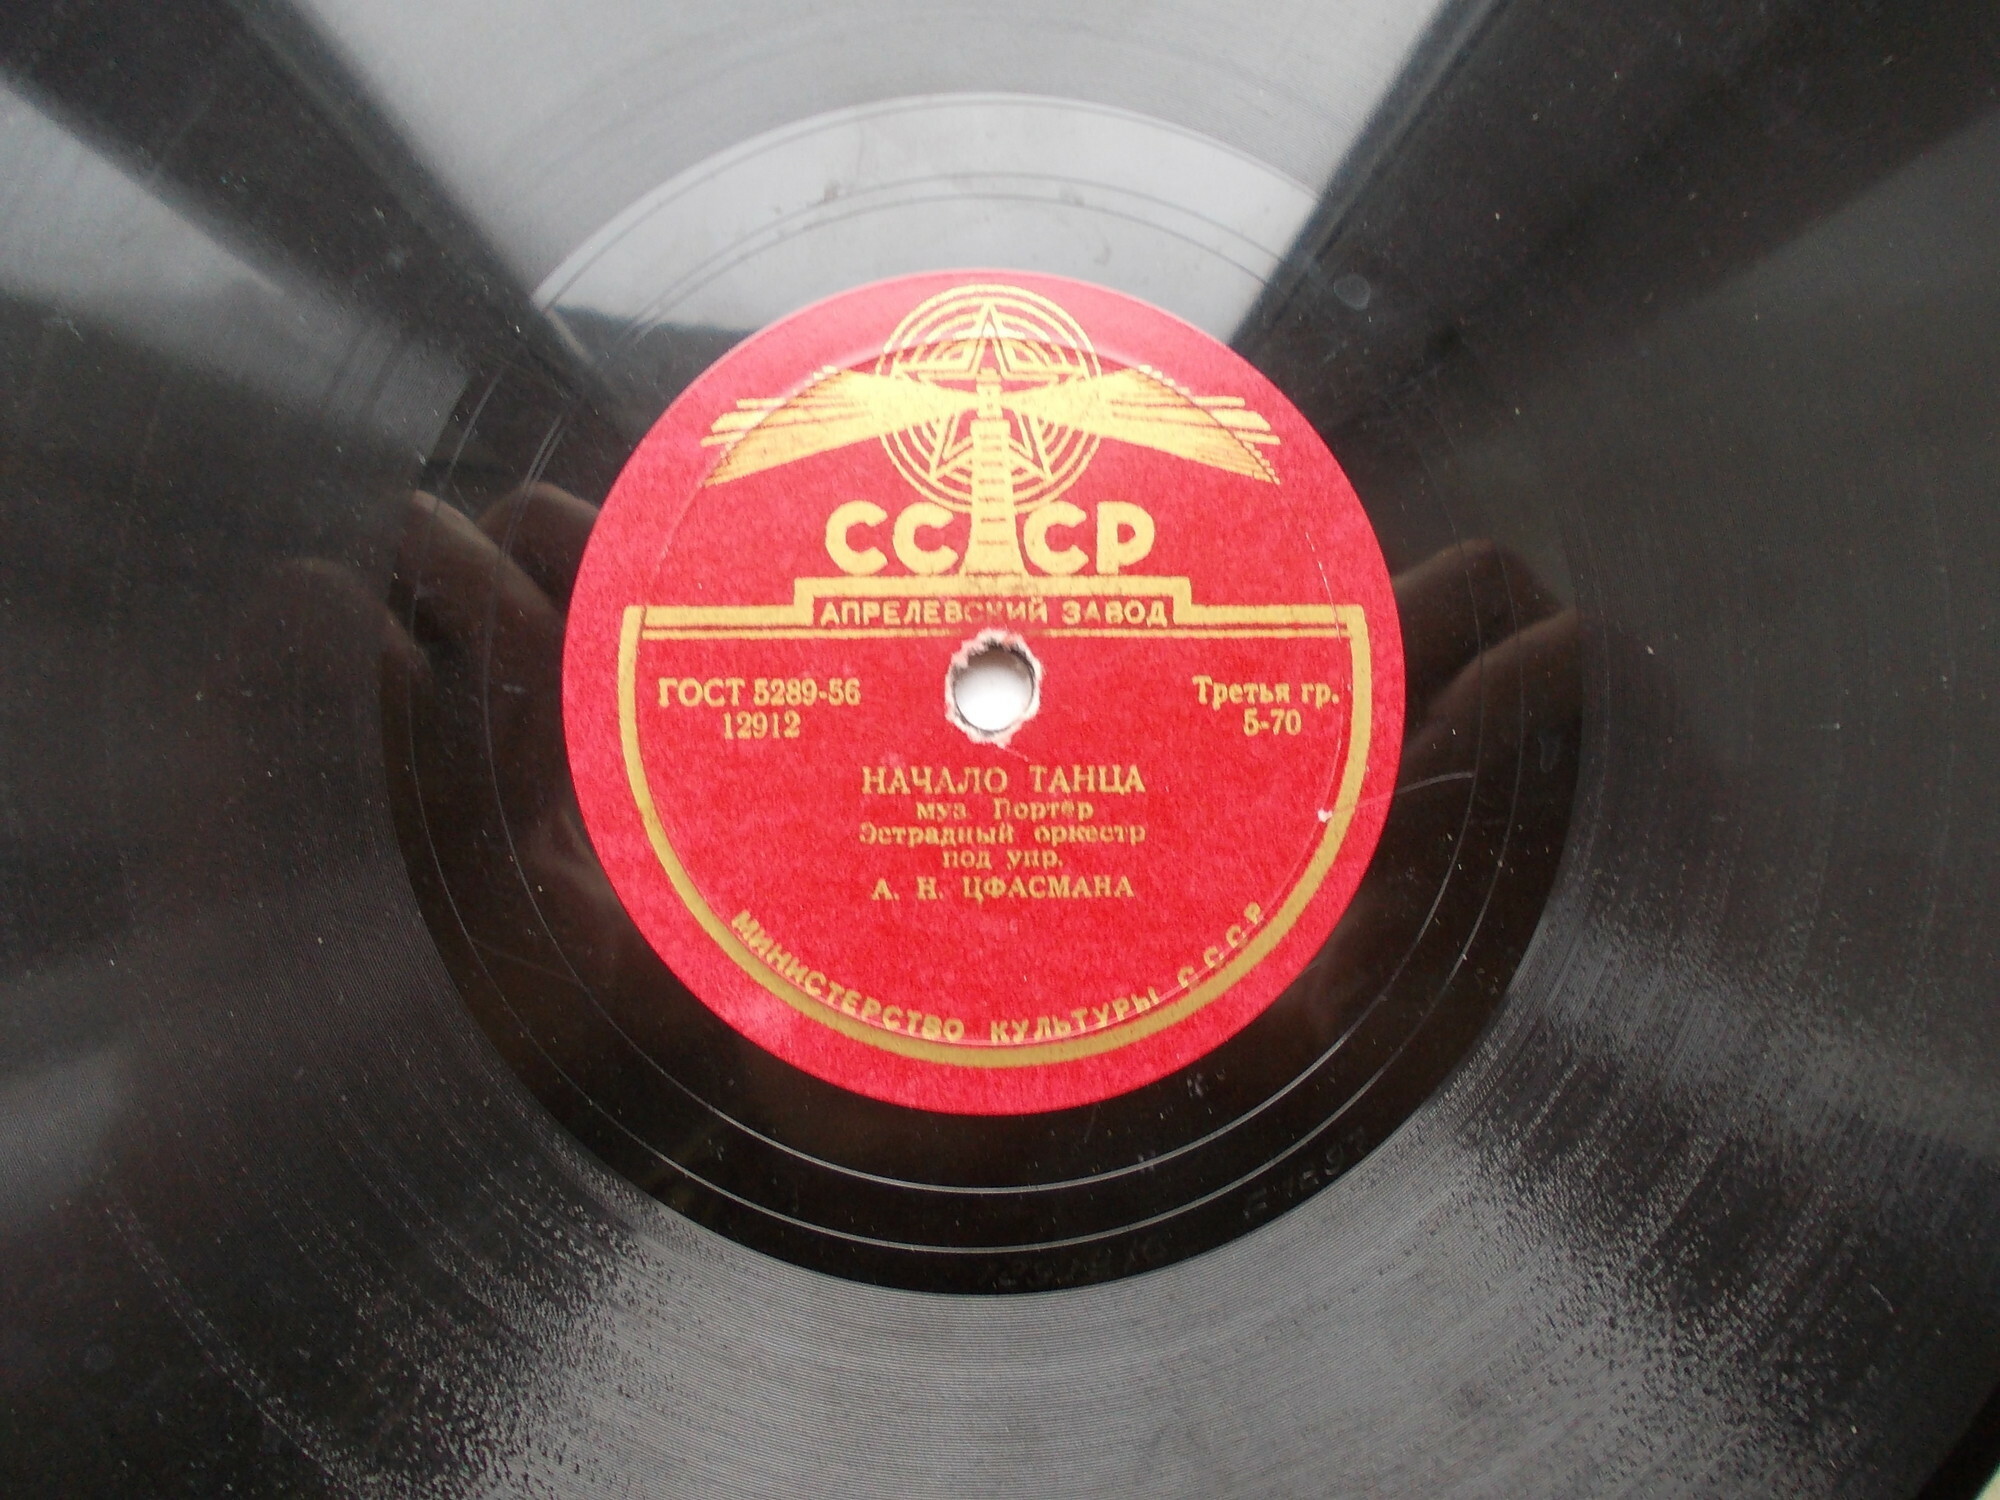 СССР
АПРЕЛЕВСКИЙ ЗАВОД
ГОСТ 5289-56
12912
Третья гр.
5-70
НАЧАЛО ТАНЦА
муз. Портер
Эстрадный оркестр
под упр.
А. Н. ЦФАСМАНА
МИНИСТЕРСТВО КУЛЬТУРЫ СССР